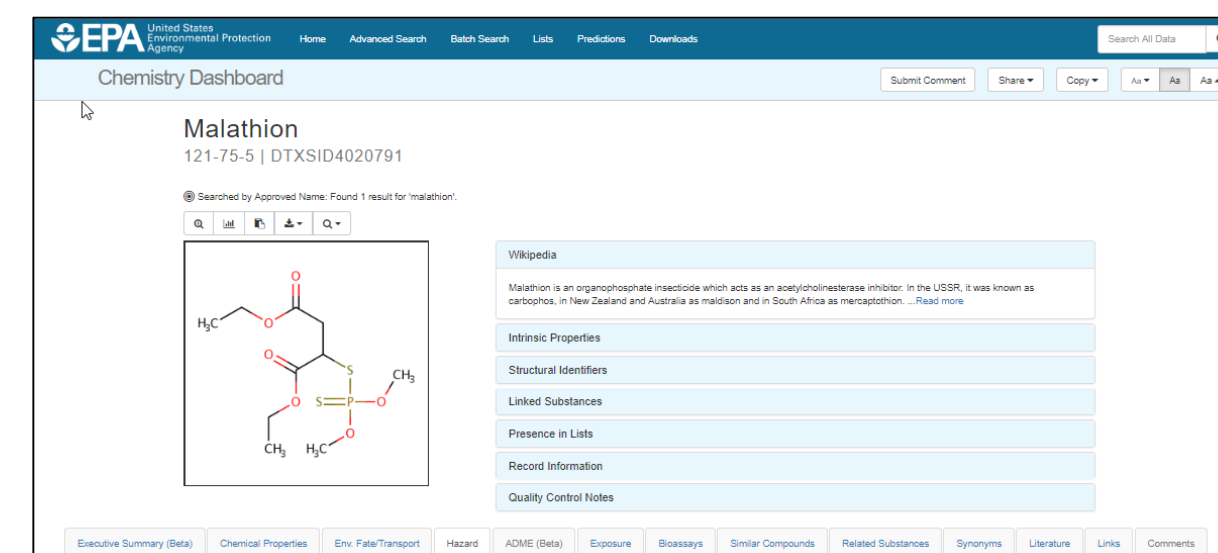 EPA United States Environmental Protection Agency
Home Advanced Search Batch Search Lists Predictions Downloads Search All Data
Chemistry Dashboard
Submit Comment Share Copy Aa Aa Aa
Malathion
121-75-5 | DTXSID4020791
Searched by Approved Name: Found 1 result for 'malathion'.
Wikipedia
Malathion is an organophosphate insecticide which acts as an acetylcholinesterase inhibitor. In the USSR, it was known as
carbophos, in New Zealand and Australia as maldison and in South Africa as mercaptothion. ...Read more
Intrinsic Properties
Structural Identifiers
Linked Substances
Presence in Lists
Record Information
Quality Control Notes
O
H3C O
O
S CH3
O S P O
O
CH3 H3C
Executive Summary (Beta) Chemical Properties Env. Fate/Transport Hazard ADME (Beta) Exposure Bioassays Similar Compounds Related Substances Synonyms Literature Links Comments